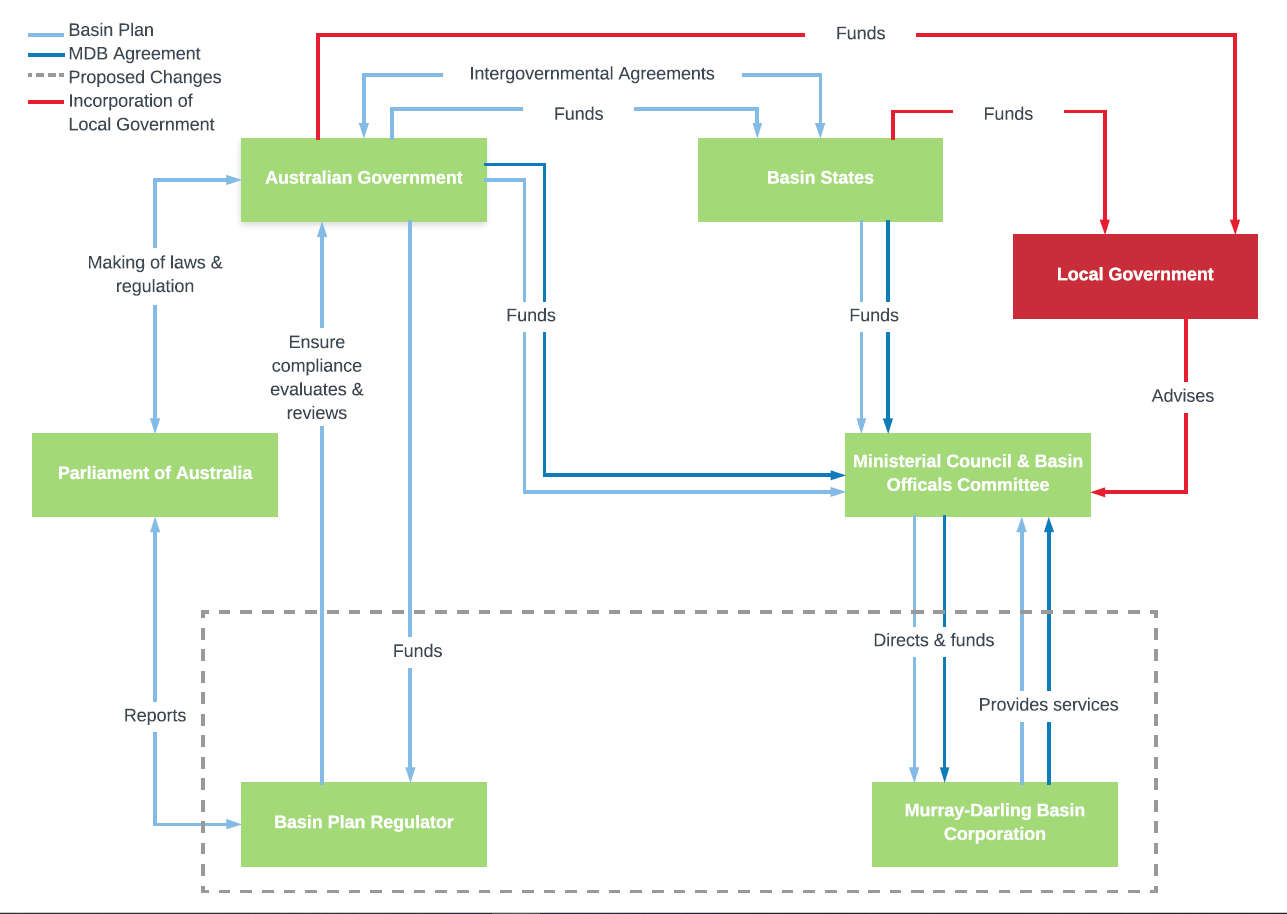 Basin Plan
MDB Agreement
Proposed Changes
Incorporation of
Local Government
Funds
Intergovernmental Agreements
Funds
Funds
Australian Government
Basin States
Local Government
Making of laws &
regulation
Ensure
compliance
evaluates &
reviews
Funds
Funds
Advises
Parliament of Australia
Ministerial Council & Basin
Officals Committee
Directs & funds
Funds
Provides services
Reports
Basin Plan Regulator
Murray-Darling Basin
Corporation